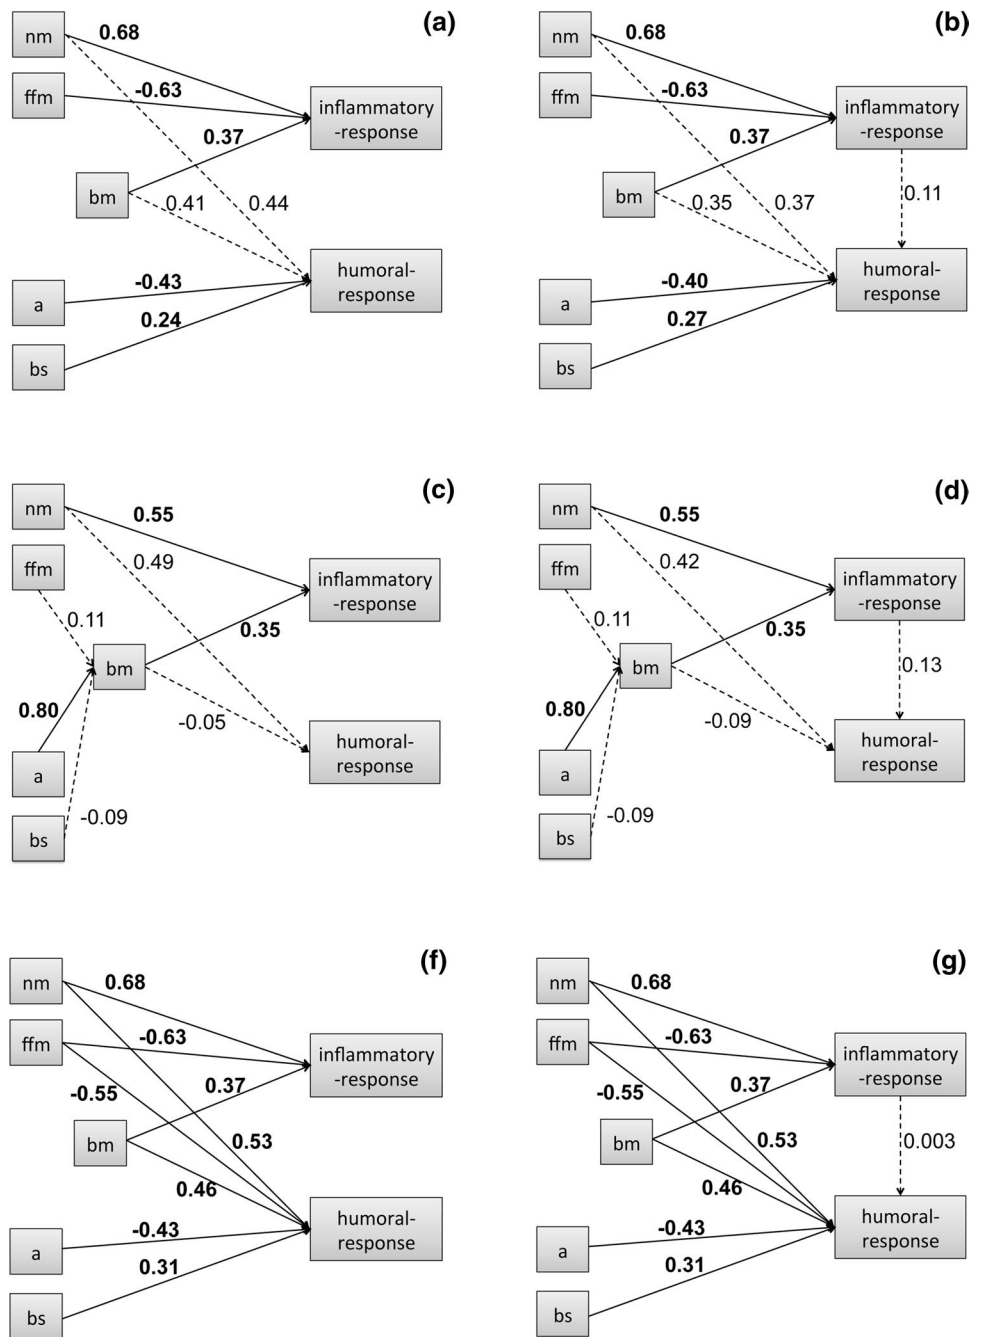 (a)
nm
0.68
ffm
-0.63
inflammatory
-response
0.37
bm
0.41
0.44
humoral-
response
-0.43
a
0.24
bs
(b)
nm
0.68
ffm
-0.63
inflammatory
-response
0.37
bm
0.35
0.37
0.11
humoral-
response
-0.40
a
0.27
bs
(c)
nm
0.55
0.49
ffm
inflammatory
-response
0.11
0.35
bm
0.80
-0.05
humoral-
response
a
-0.09
bs
(d)
nm
0.55
0.42
ffm
inflammatory
-response
0.11
0.35
bm
0.13
0.80
-0.09
humoral-
response
a
-0.09
bs
(f)
nm
0.68
ffm
-0.63
inflammatory
-response
0.37
-0.55
bm
0.53
0.46
humoral-
response
-0.43
a
0.31
bs
(g)
nm
0.68
ffm
-0.63
inflammatory
-response
0.37
-0.55
bm
0.53
0.003
0.46
humoral-
response
-0.43
a
0.31
bs